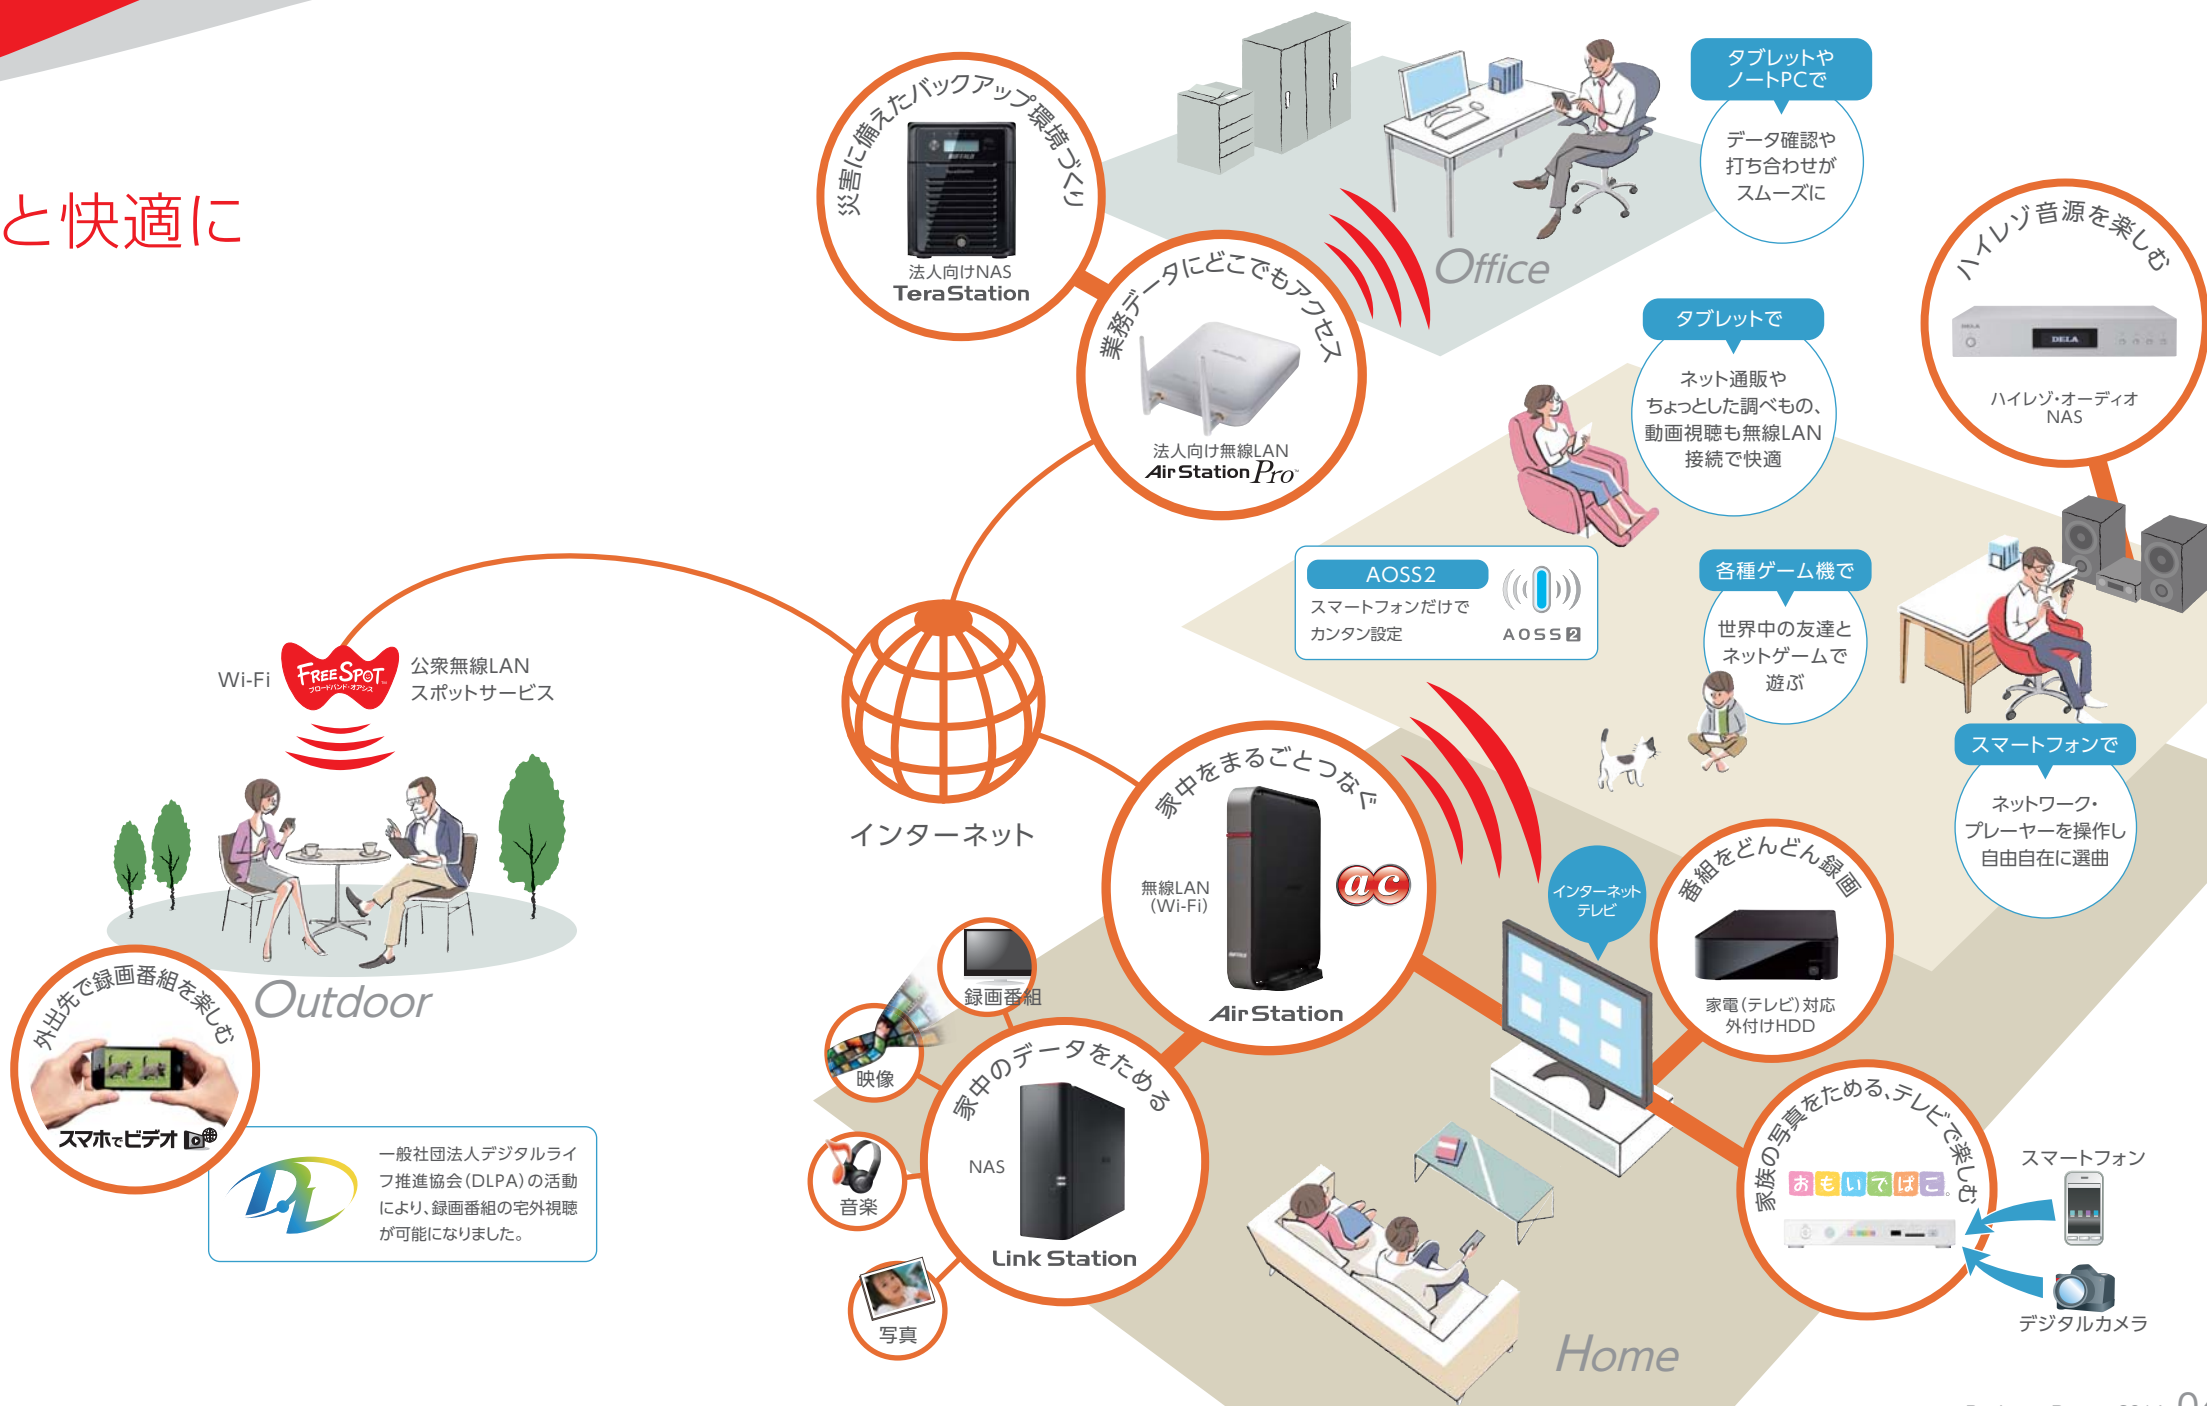 と快適に
災害に備えたバックアップ環境づくり
BUFFALO
TeraStation
法人向けNAS
TeraStation
業務データにどこでもアクセス
法人向け無線LAN
AirStation Pro
Office
タブレットや
ノートPCで
データ確認や
打ち合わせが
スムーズに
ハイレゾ音源を楽しむ
DELA
DELA
ハイレゾ・オーディオ
NAS
タブレットで
ネット通販や
ちょっとした調べもの、
動画視聴も無線LAN
接続で快適
AOSS2
スマートフォンだけで
カンタン設定
AOSS2
各種ゲーム機で
世界中の友達と
ネットゲームで
遊ぶ
スマートフォンで
ネットワーク・
プレーヤーを操作し
自由自在に選曲
Wi-Fi
FREESPOT
ブロードバンド・オアシス
公衆無線LAN
スポットサービス
インターネット
家中をまるごとつなぐ
無線LAN
（Wi-Fi）
ac
AirStation
インターネット
テレビ
番組をどんどん録画
家電（テレビ）対応
外付けHDD
Outdoor
外出先で録画番組を楽しむ
スマホでビデオ
一般社団法人デジタルライ
フ推進協会（DLPA）の活動
により、録画番組の宅外視聴
が可能になりました。
録画番組
映像
音楽
写真
家中のデータをためる
NAS
Link Station
家族の写真をためる、テレビで楽しむ
おもいでばこ
スマートフォン
デジタルカメラ
Home